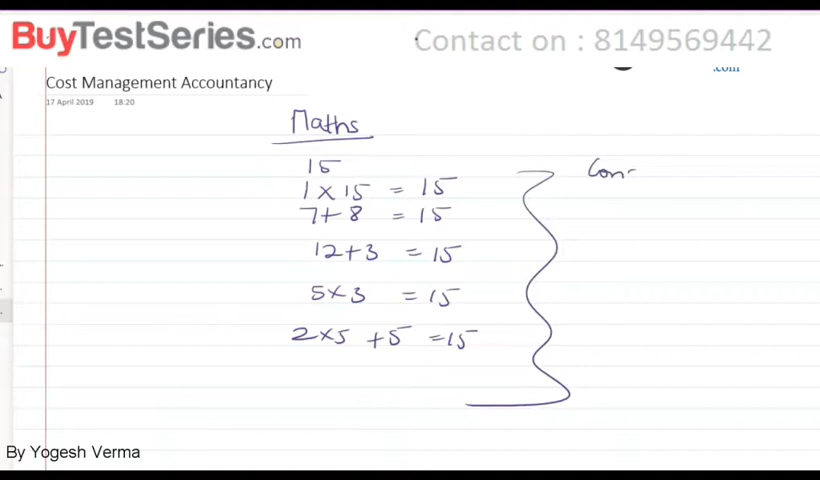 BuyTestSeries.com
Contact on : 8149569442
.com
Cost Management Accountancy
17 April 2019 18:20
Maths
15
1 × 15 = 15
7 + 8 = 15
12 + 3 = 15
5 × 3 = 15
2 × 5 + 5 = 15
Con-
By Yogesh Verma